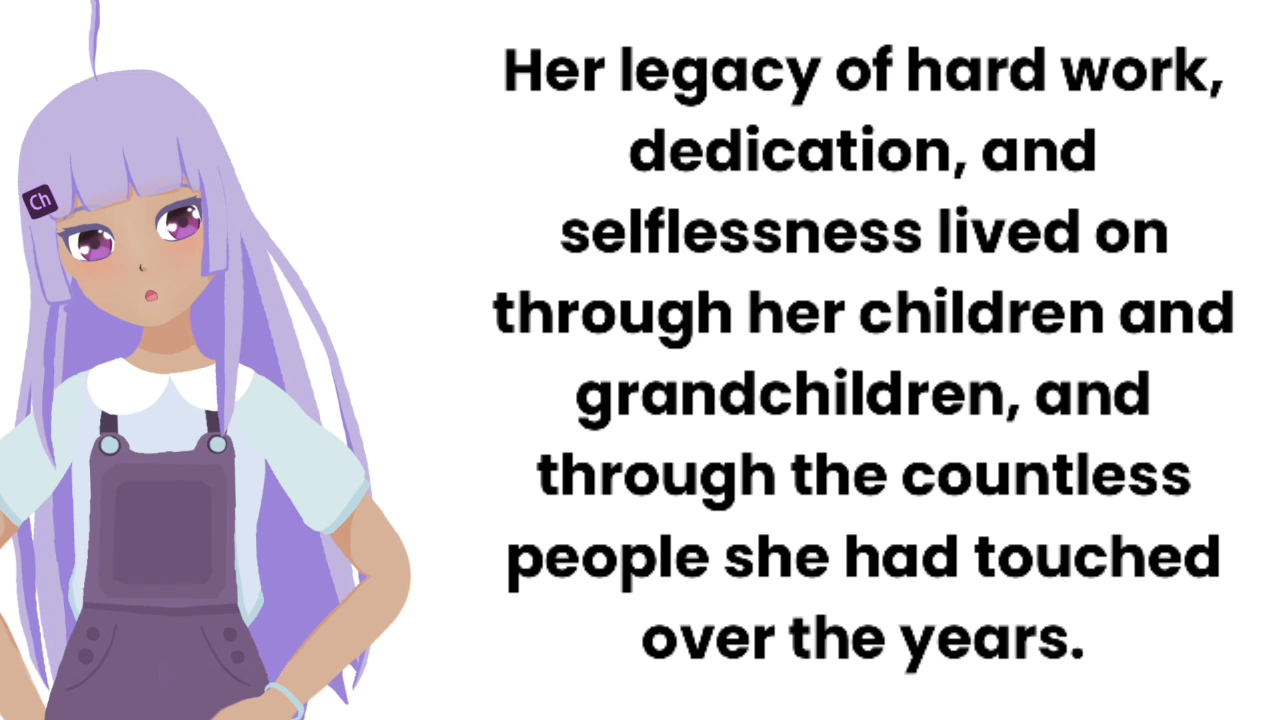 Ch
Her legacy of hard work,
dedication, and
selflessness lived on
through her children and
grandchildren, and
through the countless
people she had touched
over the years.